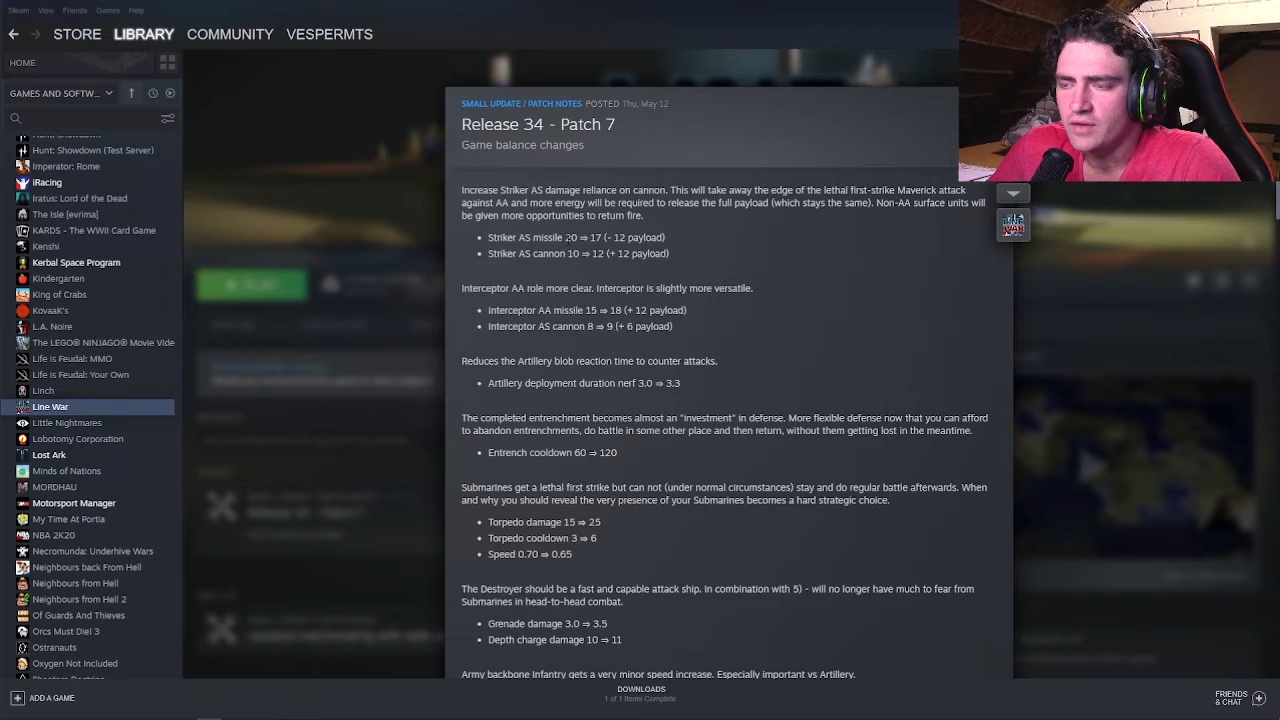 Steam View Friends Games Help
STORE LIBRARY COMMUNITY VESPERMTS
HOME
GAMES AND SOFTW...
Hunt: Showdown (Test Server)
Imperator: Rome
iRacing
Iratus: Lord of the Dead
The Isle [evrima]
KARDS - The WWII Card Game
Kenshi
Kerbal Space Program
Kindergarten
King of Crabs
KovaaK's
L.A. Noire
The LEGO® NINJAGO® Movie Vide
Life is Feudal: MMO
Life is Feudal: Your Own
Linch
Line War
Little Nightmares
Lobotomy Corporation
Lost Ark
Minds of Nations
MORDHAU
Motorsport Manager
My Time At Portia
NBA 2K20
Necromunda: Underhive Wars
Neighbours back From Hell
Neighbours from Hell
Neighbours from Hell 2
Of Guards And Thieves
Orcs Must Die! 3
Ostranauts
Oxygen Not Included
SMALL UPDATE / PATCH NOTES POSTED Thu, May 12
Release 34 - Patch 7
Game balance changes
Increase Striker AS damage reliance on cannon. This will take away the edge of the lethal first-strike Maverick attack
against AA and more energy will be required to release the full payload (which stays the same). Non-AA surface units will
be given more opportunities to return fire.
• Striker AS missile 20 ⇒ 17 (- 12 payload)
• Striker AS cannon 10 ⇒ 12 (+ 12 payload)
Interceptor AA role more clear. Interceptor is slightly more versatile.
• Interceptor AA missile 15 ⇒ 18 (+ 12 payload)
• Interceptor AS cannon 8 ⇒ 9 (+ 6 payload)
Reduces the Artillery blob reaction time to counter attacks.
• Artillery deployment duration nerf 3.0 ⇒ 3.3
The completed entrenchment becomes almost an "investment" in defense. More flexible defense now that you can afford
to abandon entrenchments, do battle in some other place and then return, without them getting lost in the meantime.
• Entrench cooldown 60 ⇒ 120
Submarines get a lethal first strike but can not (under normal circumstances) stay and do regular battle afterwards. When
and why you should reveal the very presence of your Submarines becomes a hard strategic choice.
• Torpedo damage 15 ⇒ 25
• Torpedo cooldown 3 ⇒ 6
• Speed 0.70 ⇒ 0.65
The Destroyer should be a fast and capable attack ship. In combination with 5) - will no longer have much to fear from
Submarines in head-to-head combat.
• Grenade damage 3.0 ⇒ 3.5
• Depth charge damage 10 ⇒ 11
Army backbone Infantry gets a very minor speed increase. Especially important vs Artillery.
LINE WAR
ADD A GAME
DOWNLOADS
1 of 1 Items Complete
FRIENDS
& CHAT